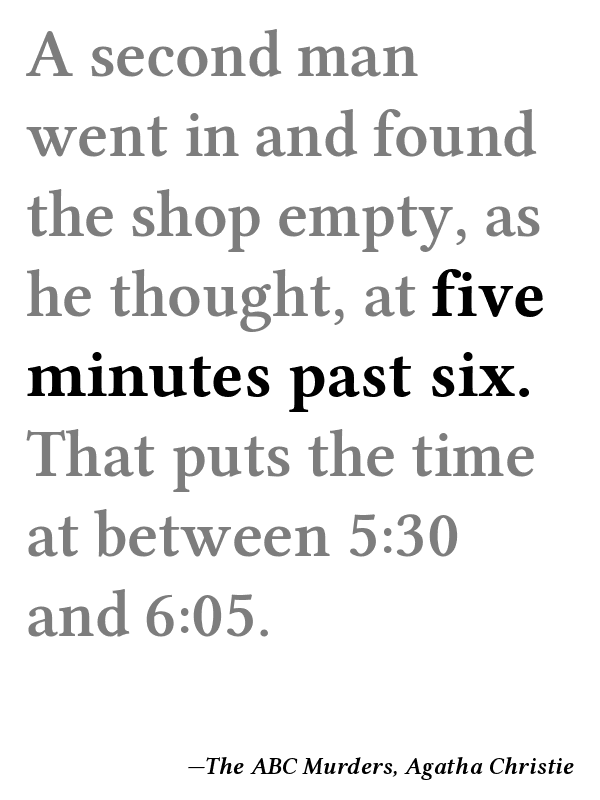 A second man
went in and found
the shop empty, as
he thought, at five
minutes past six.
That puts the time
at between 5:30
and 6:05.
—The ABC Murders, Agatha Christie